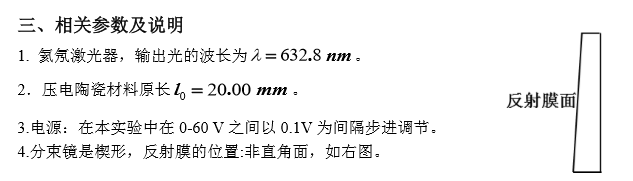 三、相关参数及说明
1. 氦氖激光器，输出光的波长为 λ = 632.8 nm 。
2．压电陶瓷材料原长 l₀ = 20.00 mm 。
反射膜面
3.电源：在本实验中在 0-60 V 之间以 0.1V 为间隔步进调节。
4.分束镜是楔形，反射膜的位置:非直角面，如右图。